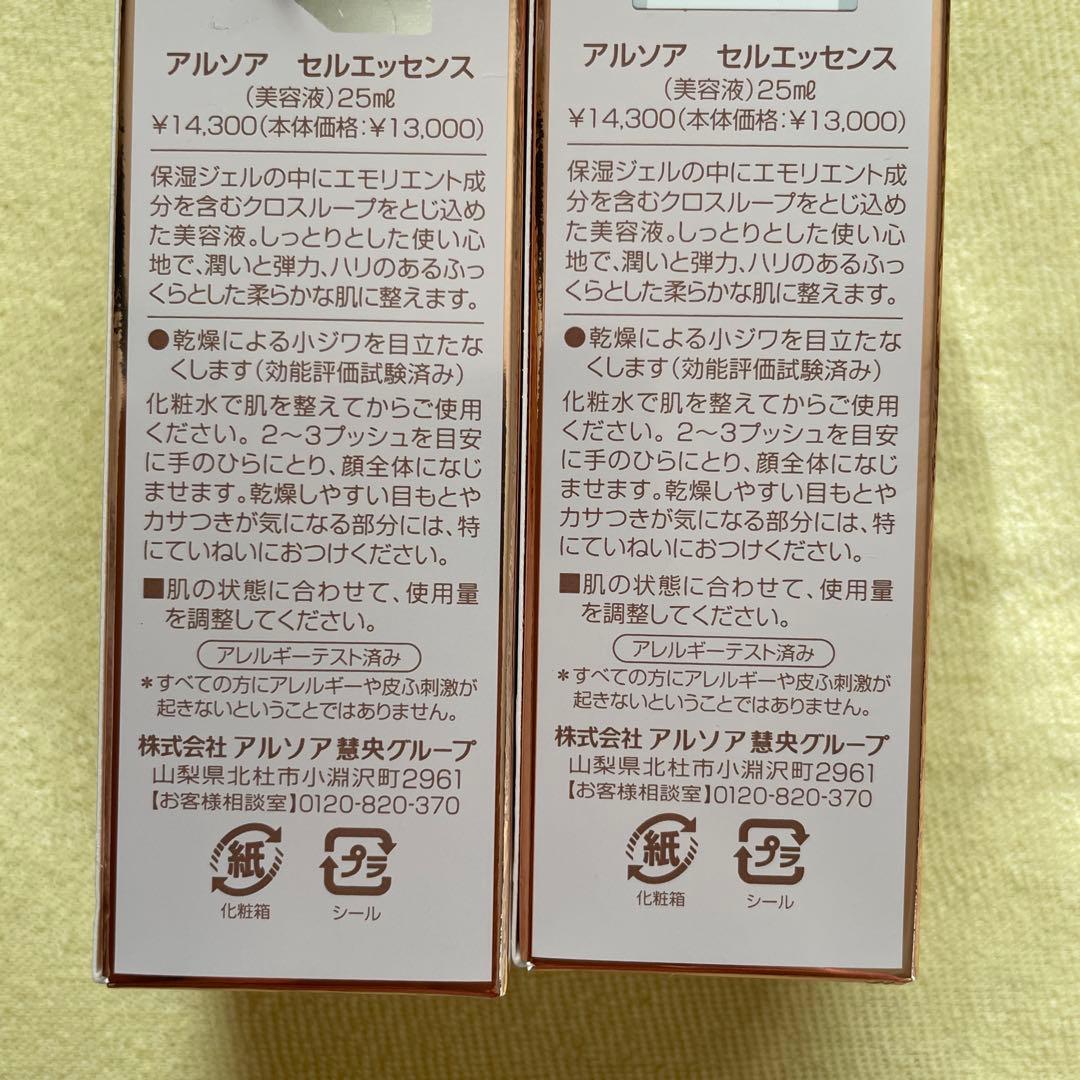 アルソア　セルエッセンス
(美容液)25㎖
¥14,300(本体価格:¥13,000)
保湿ジェルの中にエモリエント成
分を含むクロスループをとじ込め
た美容液。しっとりとした使い心
地で、潤いと弾力、ハリのあるふっ
くらとした柔らかな肌に整えます。
●乾燥による小ジワを目立たな
くします(効能評価試験済み)
化粧水で肌を整えてからご使用
ください。2〜3プッシュを目安
に手のひらにとり、顔全体になじ
ませます。乾燥しやすい目もとや
カサつきが気になる部分には、特
にていねいにおつけください。
■肌の状態に合わせて、使用量
を調整してください。
アレルギーテスト済み
*すべての方にアレルギーや皮ふ刺激が
起きないということではありません。
株式会社 アルソア慧央グループ
山梨県北杜市小淵沢町2961
【お客様相談室】0120-820-370
紙 プラ
化粧箱 シール
アルソア　セルエッセンス
(美容液)25㎖
¥14,300(本体価格:¥13,000)
保湿ジェルの中にエモリエント成
分を含むクロスループをとじ込め
た美容液。しっとりとした使い心
地で、潤いと弾力、ハリのあるふっ
くらとした柔らかな肌に整えます。
●乾燥による小ジワを目立たな
くします(効能評価試験済み)
化粧水で肌を整えてからご使用
ください。2〜3プッシュを目安
に手のひらにとり、顔全体になじ
ませます。乾燥しやすい目もとや
カサつきが気になる部分には、特
にていねいにおつけください。
■肌の状態に合わせて、使用量
を調整してください。
アレルギーテスト済み
*すべての方にアレルギーや皮ふ刺激が
起きないということではありません。
株式会社 アルソア慧央グループ
山梨県北杜市小淵沢町2961
【お客様相談室】0120-820-370
紙 プラ
化粧箱 シール